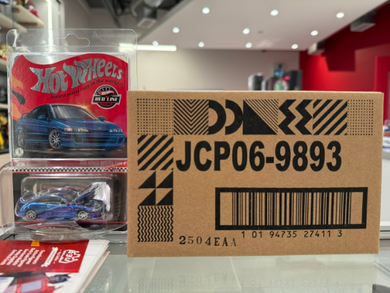 Hot Wheels
RED LINE
JCP06-9893
2504EAA
1 01 94735 27411 3